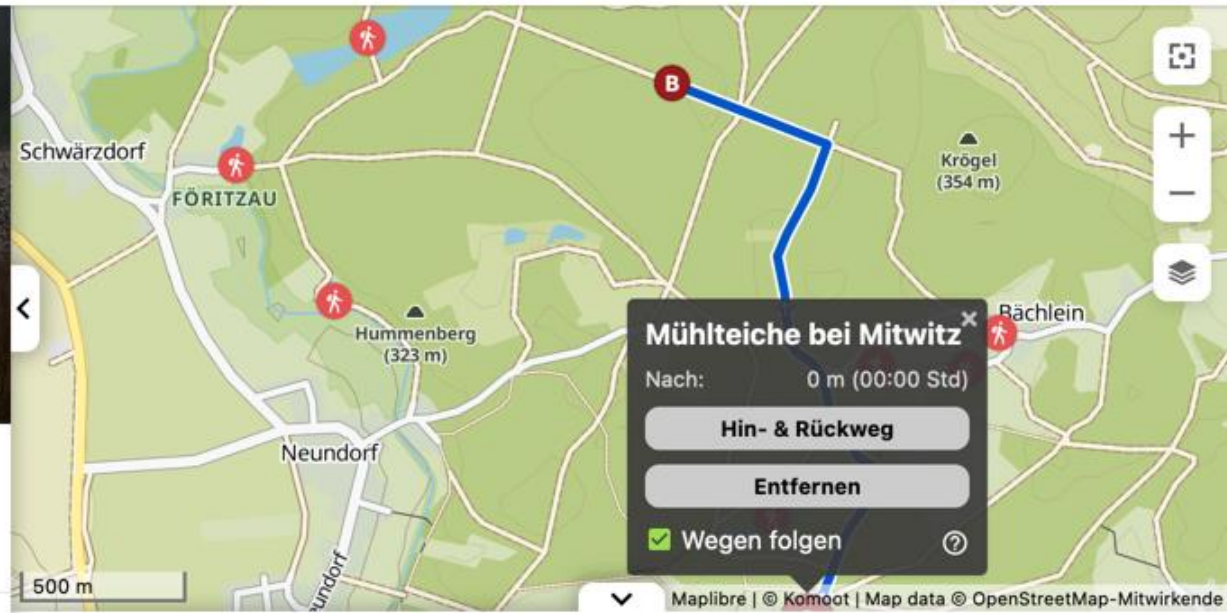 B
Schwärzdorf
FÖRITZAU
Krögel
(354 m)
Hummenberg
(323 m)
Bächlein
Mühlteiche bei Mitwitz
Nach: 0 m (00:00 Std)
Hin- & Rückweg
Entfernen
Wegen folgen
Neundorf
500 m
Maplibre | © Komoot | Map data © OpenStreetMap-Mitwirkende